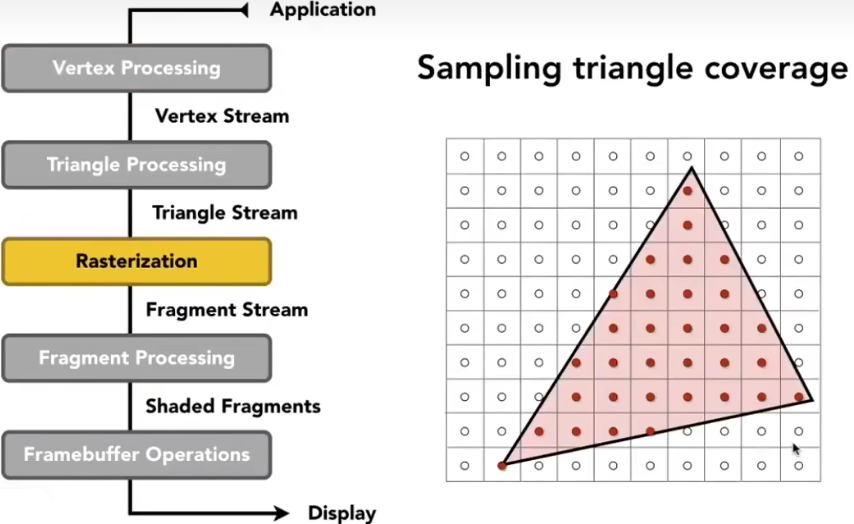 Application
Vertex Processing
Vertex Stream
Triangle Processing
Triangle Stream
Rasterization
Fragment Stream
Fragment Processing
Shaded Fragments
Framebuffer Operations
Display
Sampling triangle coverage